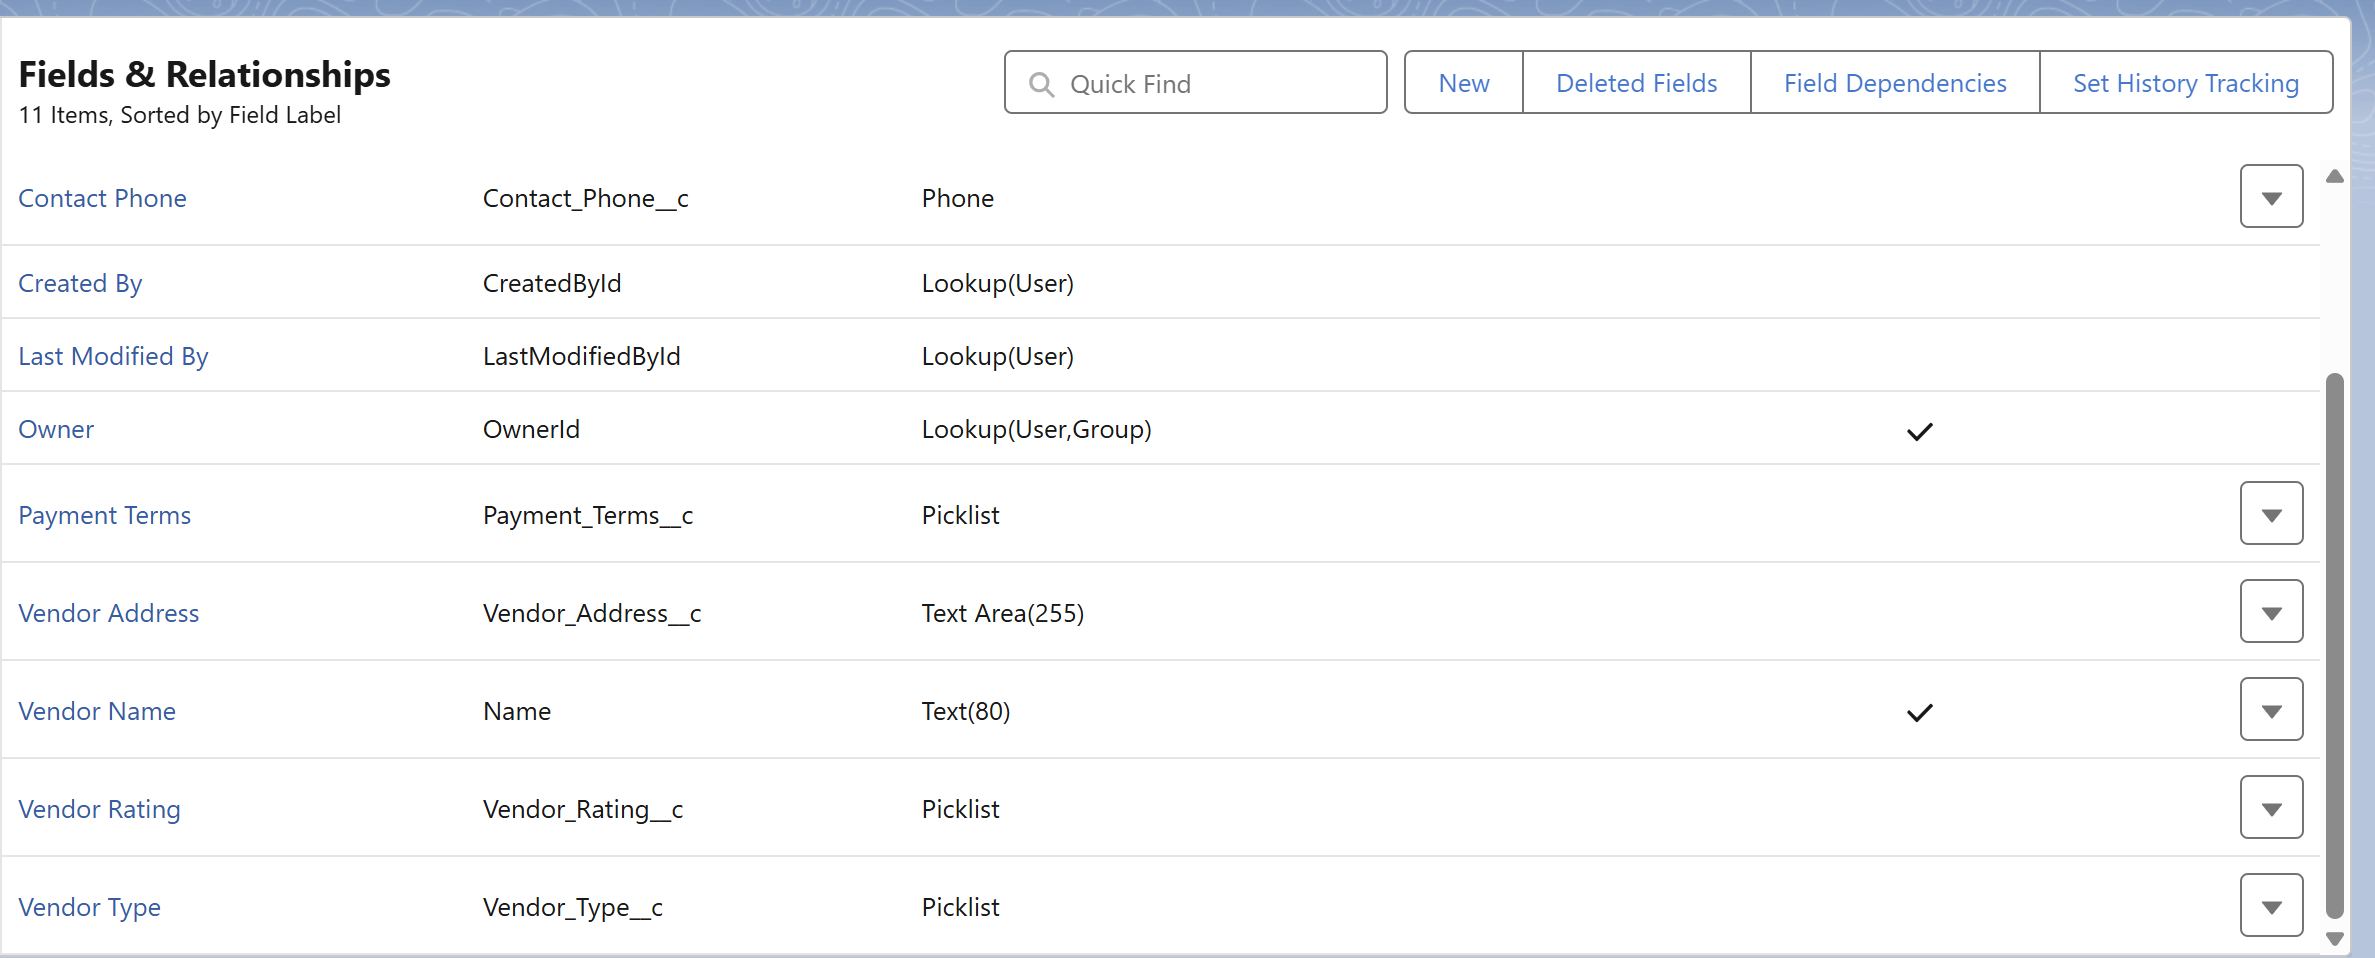 Fields & Relationships
11 Items, Sorted by Field Label
Quick Find
New
Deleted Fields
Field Dependencies
Set History Tracking
Contact Phone Contact_Phone__c Phone
Created By CreatedById Lookup(User)
Last Modified By LastModifiedById Lookup(User)
Owner OwnerId Lookup(User,Group)
Payment Terms Payment_Terms__c Picklist
Vendor Address Vendor_Address__c Text Area(255)
Vendor Name Name Text(80)
Vendor Rating Vendor_Rating__c Picklist
Vendor Type Vendor_Type__c Picklist